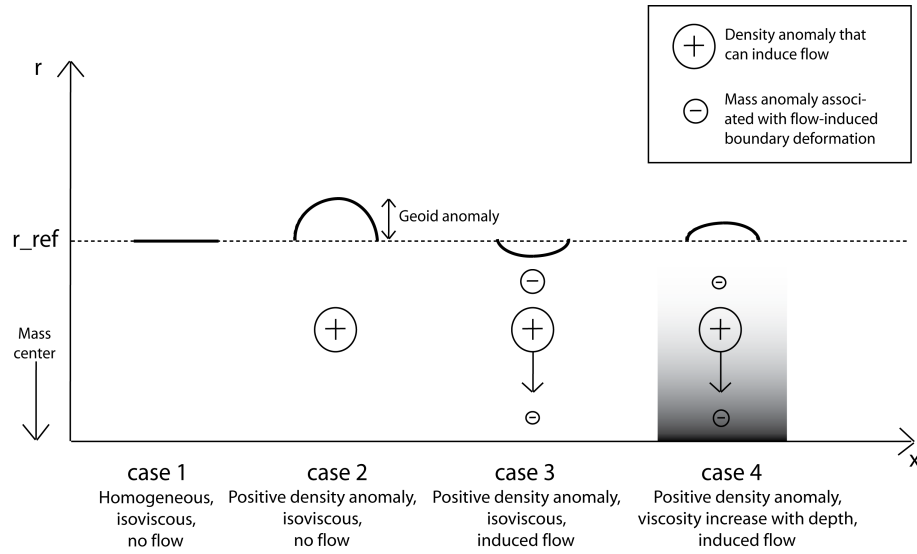 r
Density anomaly that
can induce flow
Mass anomaly associ-
ated with flow-induced
boundary deformation
Geoid anomaly
r_ref
Mass
center
x
case 1
Homogeneous,
isoviscous,
no flow
case 2
Positive density anomaly,
isoviscous,
no flow
case 3
Positive density anomaly,
isoviscous,
induced flow
case 4
Positive density anomaly,
viscosity increase with depth,
induced flow